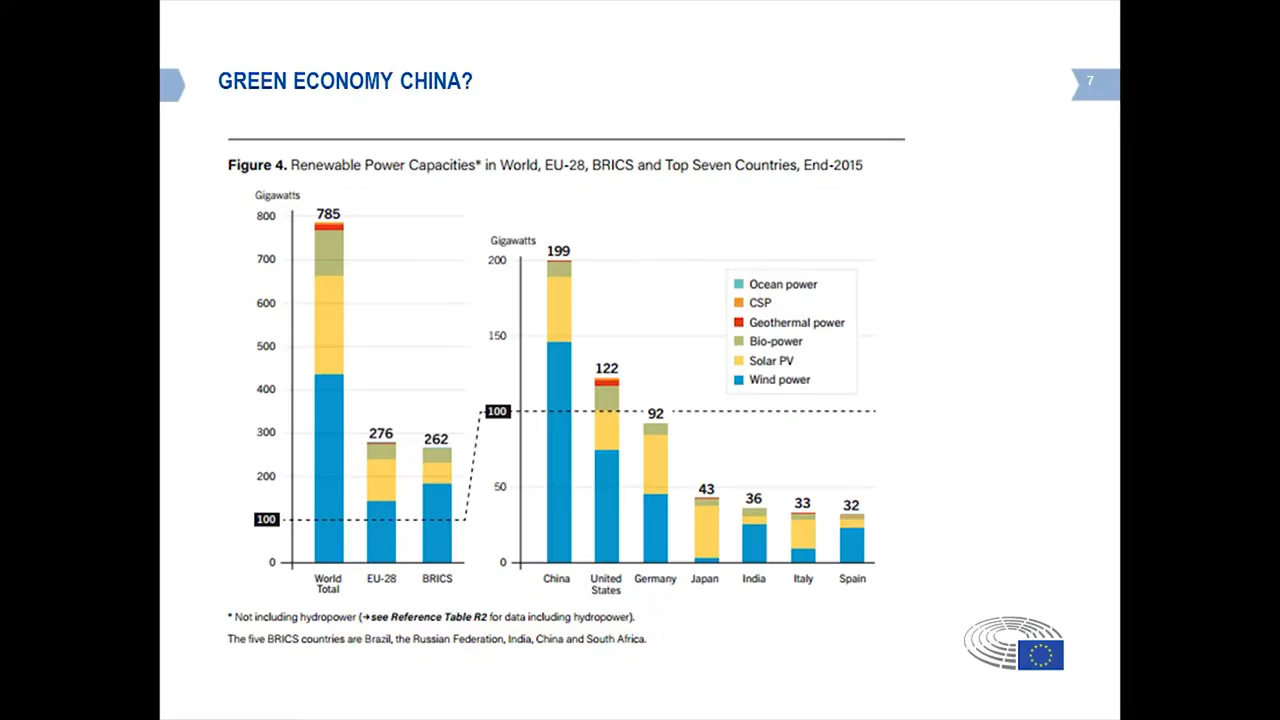 GREEN ECONOMY CHINA?
7
Figure 4. Renewable Power Capacities* in World, EU-28, BRICS and Top Seven Countries, End-2015
Gigawatts
800
700
600
500
400
300
200
100
0
785
276
262
World Total
EU-28
BRICS
Gigawatts
200
150
100
50
0
199
122
92
43
36
33
32
China
United States
Germany
Japan
India
Italy
Spain
Ocean power
CSP
Geothermal power
Bio-power
Solar PV
Wind power
* Not including hydropower (→see Reference Table R2 for data including hydropower).
The five BRICS countries are Brazil, the Russian Federation, India, China and South Africa.